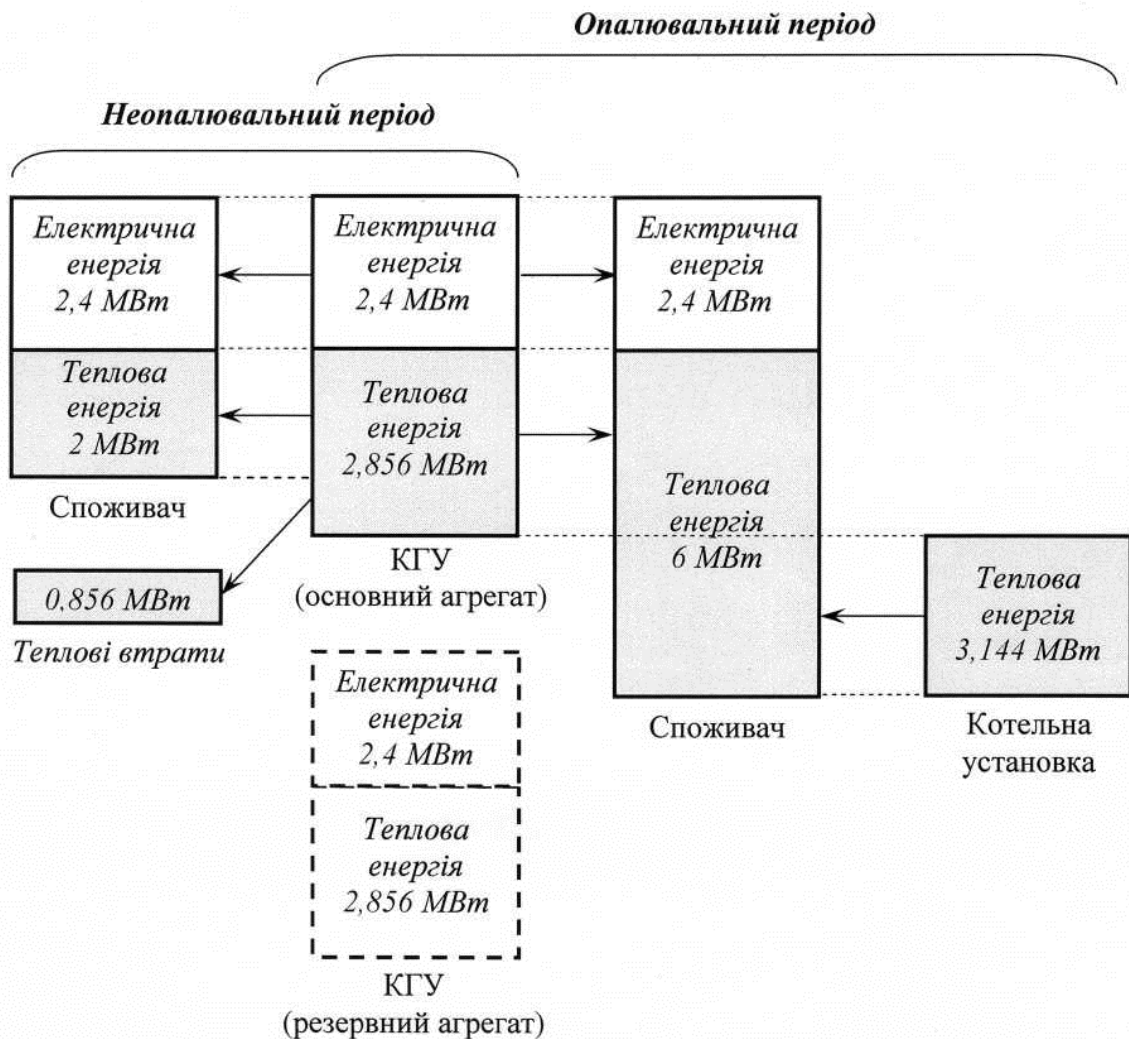 Опалювальний період
Неопалювальний період
Електрична
енергія
2,4 МВт
Теплова
енергія
2 МВт
Споживач
0,856 МВт
Теплові втрати
Електрична
енергія
2,4 МВт
Теплова
енергія
2,856 МВт
КГУ
(основний агрегат)
Електрична
енергія
2,4 МВт
Теплова
енергія
2,856 МВт
КГУ
(резервний агрегат)
Електрична
енергія
2,4 МВт
Теплова
енергія
6 МВт
Споживач
Теплова
енергія
3,144 МВт
Котельна
установка